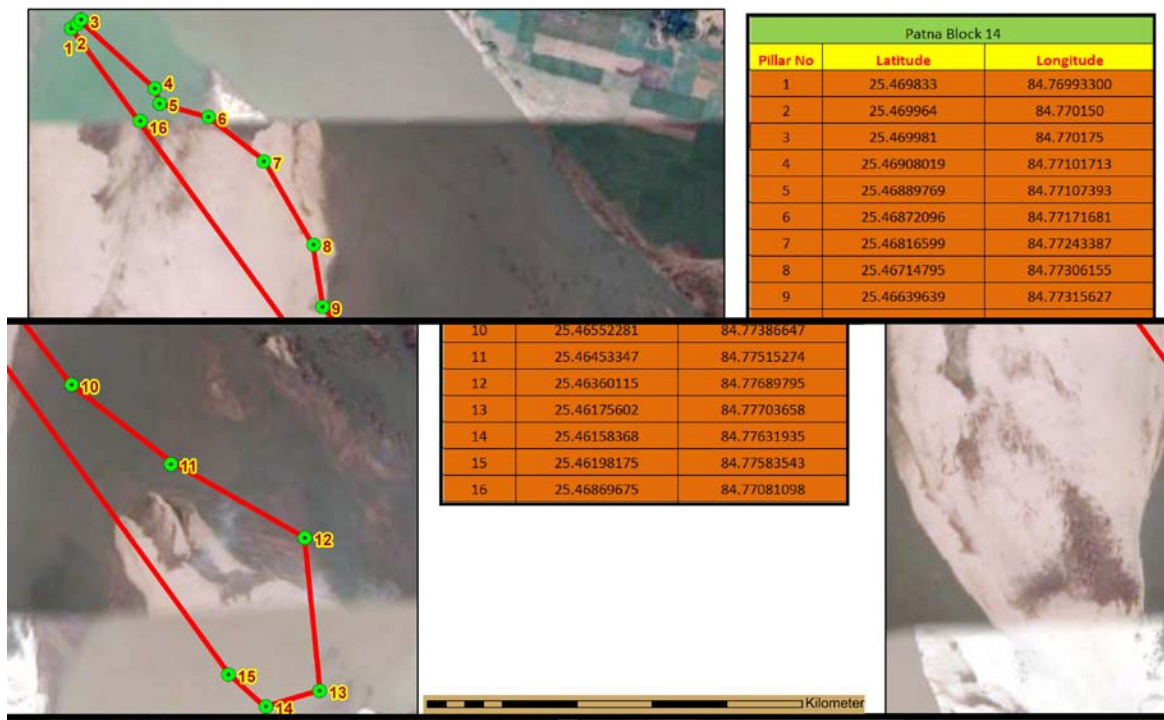 3
1
2
4
5
16
6
7
8
9
Patna Block 14
Pillar No Latitude Longitude
1 25.469833 84.76993300
2 25.469964 84.770150
3 25.469981 84.770175
4 25.46908019 84.77101713
5 25.46889769 84.77107393
6 25.46872096 84.77171681
7 25.46816599 84.77243387
8 25.46714795 84.77306155
9 25.46639639 84.77315627
10
11
12
15
13
14
10 25.46552281 84.77386647
11 25.46453347 84.77515274
12 25.46360115 84.77689795
13 25.46175602 84.77703658
14 25.46158368 84.77631935
15 25.46198175 84.77583543
16 25.46869675 84.77081098
Kilometer